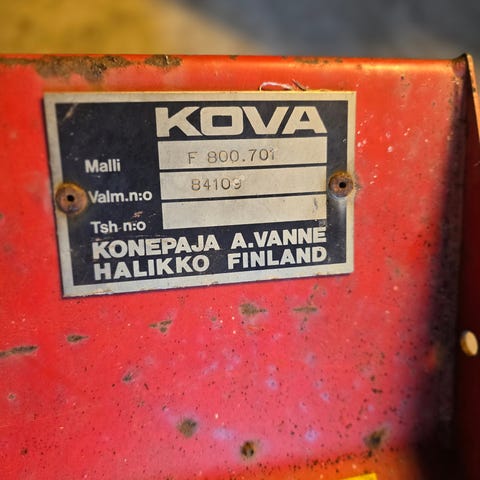 KOVA
Malli F 800.701
Valm.n:o 84109
Tsh n:o
KONEPAJA A.VANNE
HALIKKO FINLAND